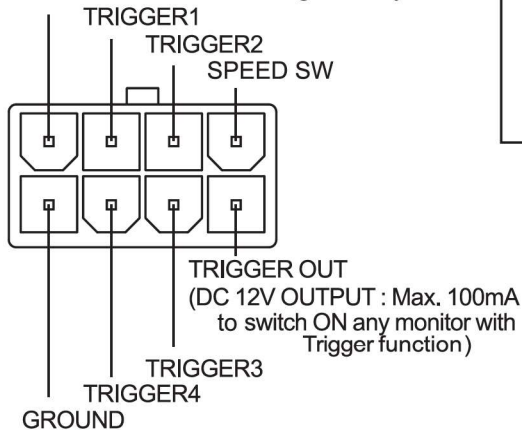 TRIGGER1
TRIGGER2
SPEED SW
TRIGGER OUT
(DC 12V OUTPUT : Max. 100mA
to switch ON any monitor with
Trigger function)
TRIGGER3
TRIGGER4
GROUND